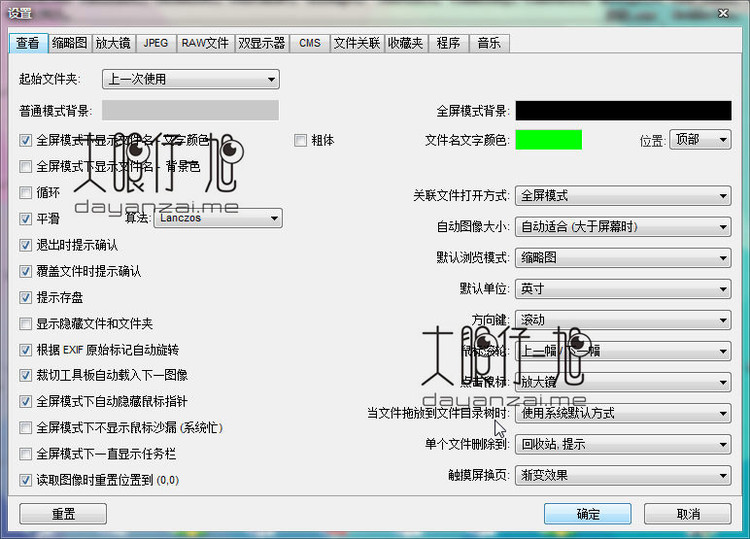 设置
查看 缩略图 放大镜 JPEG RAW文件 双显示器 CMS 文件关联 收藏夹 程序 音乐
起始文件夹: 上一次使用
普通模式背景: 全屏模式背景:
全屏模式下显示文件名 - 文字颜色 粗体 文件名文字颜色: 位置: 顶部
全屏模式下显示文件名 - 背景色
循环 关联文件打开方式: 全屏模式
平滑 算法: Lanczos 自动图像大小: 自动适合 (大于屏幕时)
退出时提示确认 默认浏览模式: 缩略图
覆盖文件时提示确认 默认单位: 英寸
提示存盘 方向键: 滚动
显示隐藏文件和文件夹 鼠标滚轮: 上一幅 / 下一幅
根据 EXIF 原始标记自动旋转 点击鼠标: 放大镜
裁切工具板自动载入下一图像 当文件拖放到文件目录树时: 使用系统默认方式
全屏模式下自动隐藏鼠标指针 单个文件删除到: 回收站, 提示
全屏模式下不显示鼠标沙漏 (系统忙) 触摸屏换页: 渐变效果
全屏模式下一直显示任务栏
读取图像时重置位置到 (0,0)
重置 确定 取消
大眼仔~旭
dayanzai.me
大眼仔~旭
dayanzai.me